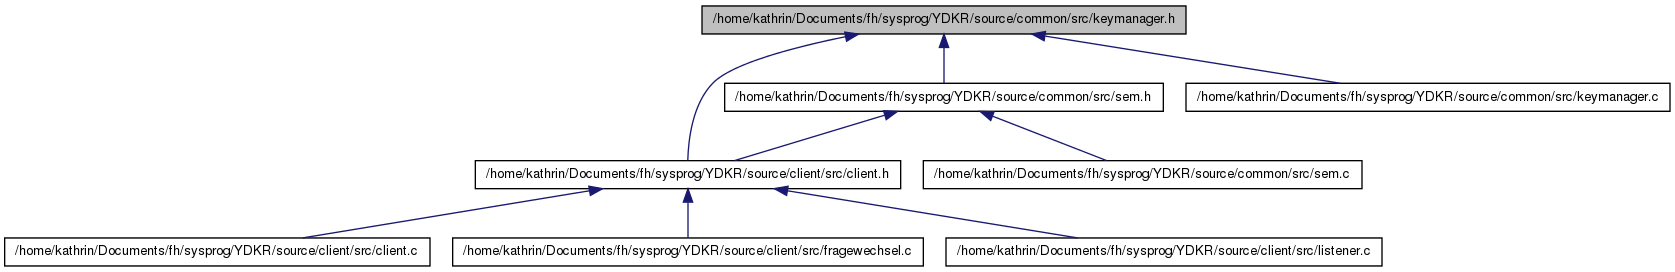 /home/kathrin/Documents/fh/sysprog/YDKR/source/common/src/keymanager.h
/home/kathrin/Documents/fh/sysprog/YDKR/source/common/src/sem.h
/home/kathrin/Documents/fh/sysprog/YDKR/source/common/src/keymanager.c
/home/kathrin/Documents/fh/sysprog/YDKR/source/client/src/client.h
/home/kathrin/Documents/fh/sysprog/YDKR/source/common/src/sem.c
/home/kathrin/Documents/fh/sysprog/YDKR/source/client/src/client.c
/home/kathrin/Documents/fh/sysprog/YDKR/source/client/src/fragewechsel.c
/home/kathrin/Documents/fh/sysprog/YDKR/source/client/src/listener.c